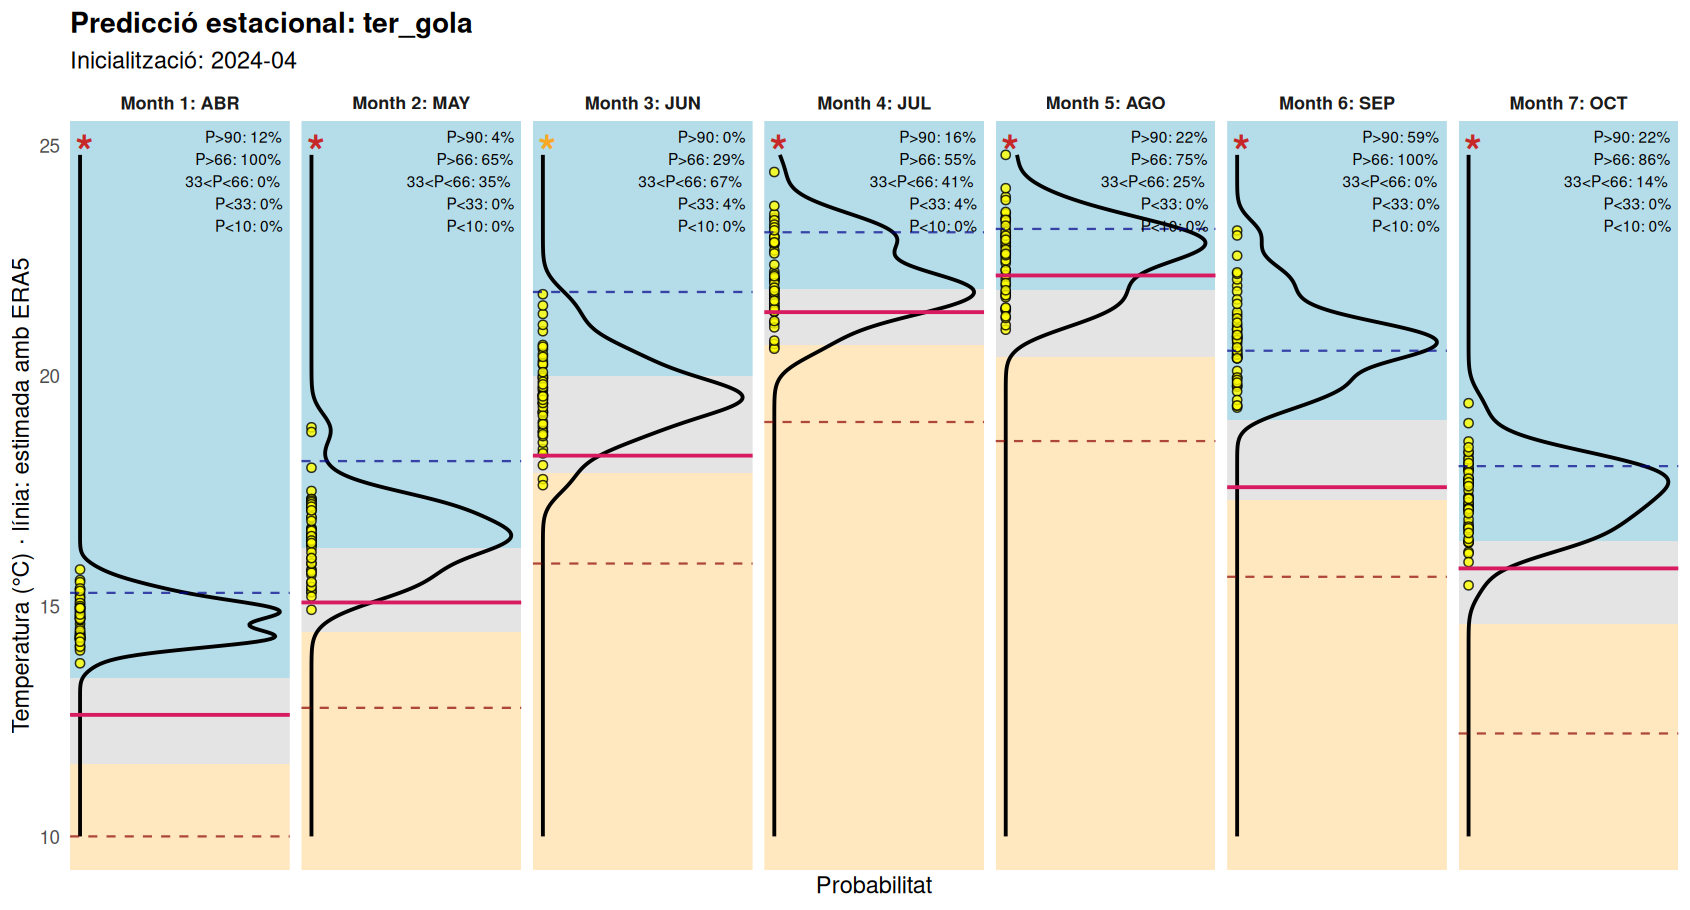 Predicció estacional: ter_gola
Inicialització: 2024-04
Month 1: ABR
Month 2: MAY
Month 3: JUN
Month 4: JUL
Month 5: AGO
Month 6: SEP
Month 7: OCT
*
P>90: 12%
P>66: 100%
33<P<66: 0%
P<33: 0%
P<10: 0%
*
P>90: 4%
P>66: 65%
33<P<66: 35%
P<33: 0%
P<10: 0%
*
P>90: 0%
P>66: 29%
33<P<66: 67%
P<33: 4%
P<10: 0%
*
P>90: 16%
P>66: 55%
33<P<66: 41%
P<33: 4%
P<10: 0%
*
P>90: 22%
P>66: 75%
33<P<66: 25%
P<33: 0%
P<10: 0%
*
P>90: 59%
P>66: 100%
33<P<66: 0%
P<33: 0%
P<10: 0%
*
P>90: 22%
P>66: 86%
33<P<66: 14%
P<33: 0%
P<10: 0%
25
20
15
10
Temperatura (°C) · línia: estimada amb ERA5
Probabilitat